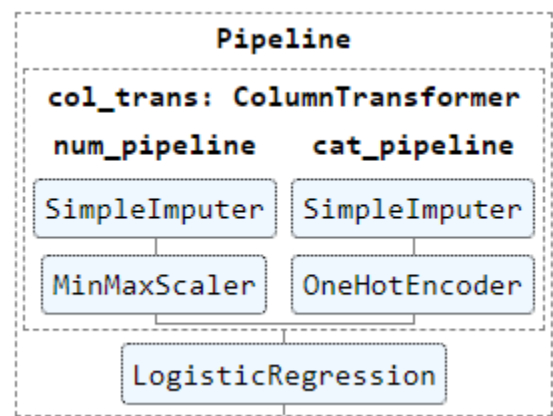 Pipeline
col_trans: ColumnTransformer
num_pipeline cat_pipeline
SimpleImputer SimpleImputer
MinMaxScaler OneHotEncoder
LogisticRegression